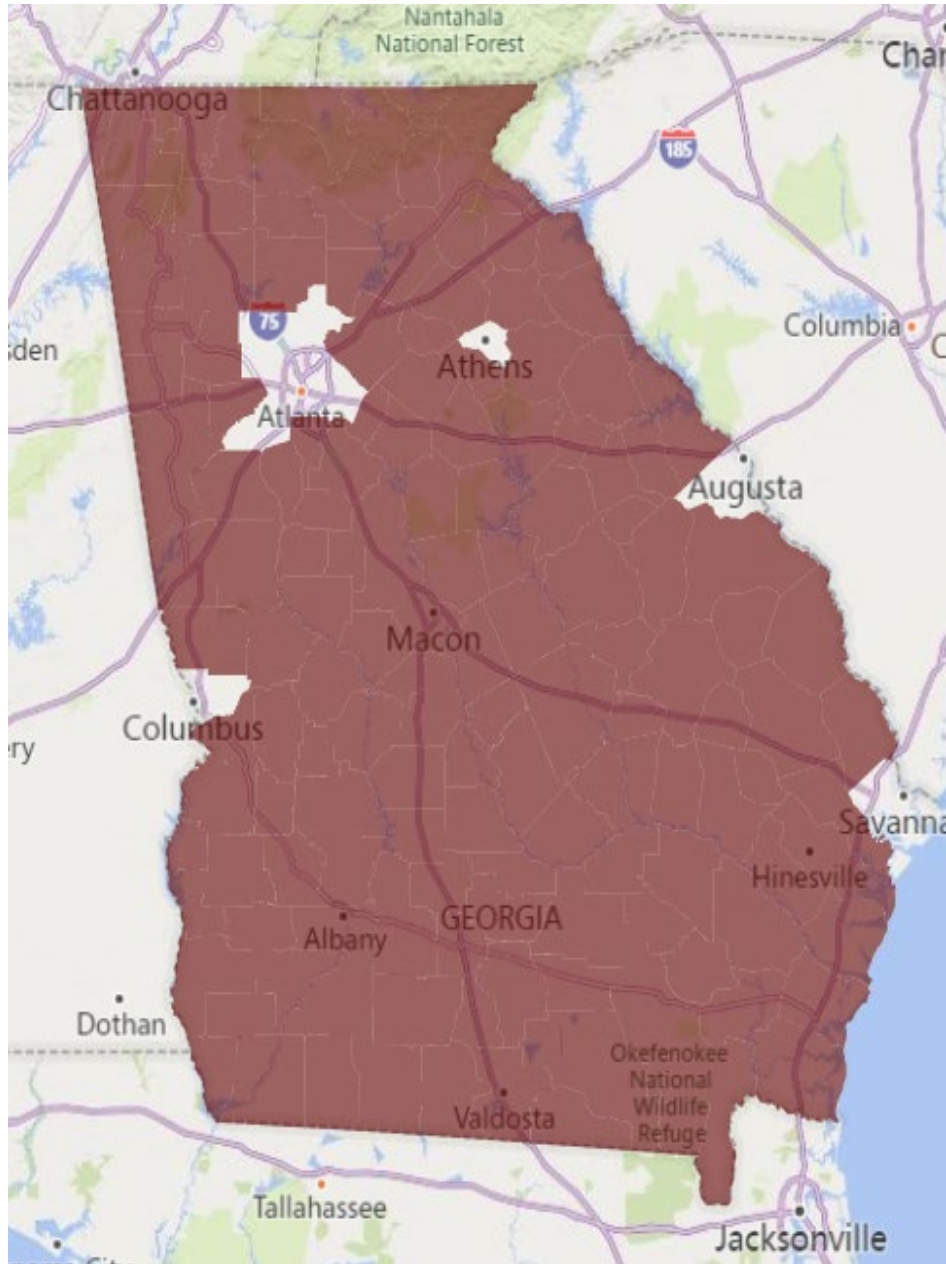 Nantahala
National Forest
Char
Chattanooga
185
75
Columbia
sden
C
Athens
Atlanta
Augusta
Macon
Columbus
ery
Savanna
Hinesville
GEORGIA
Albany
Dothan
Okefenokee
National
Wildlife
Refuge
Valdosta
Tallahassee
Jacksonville